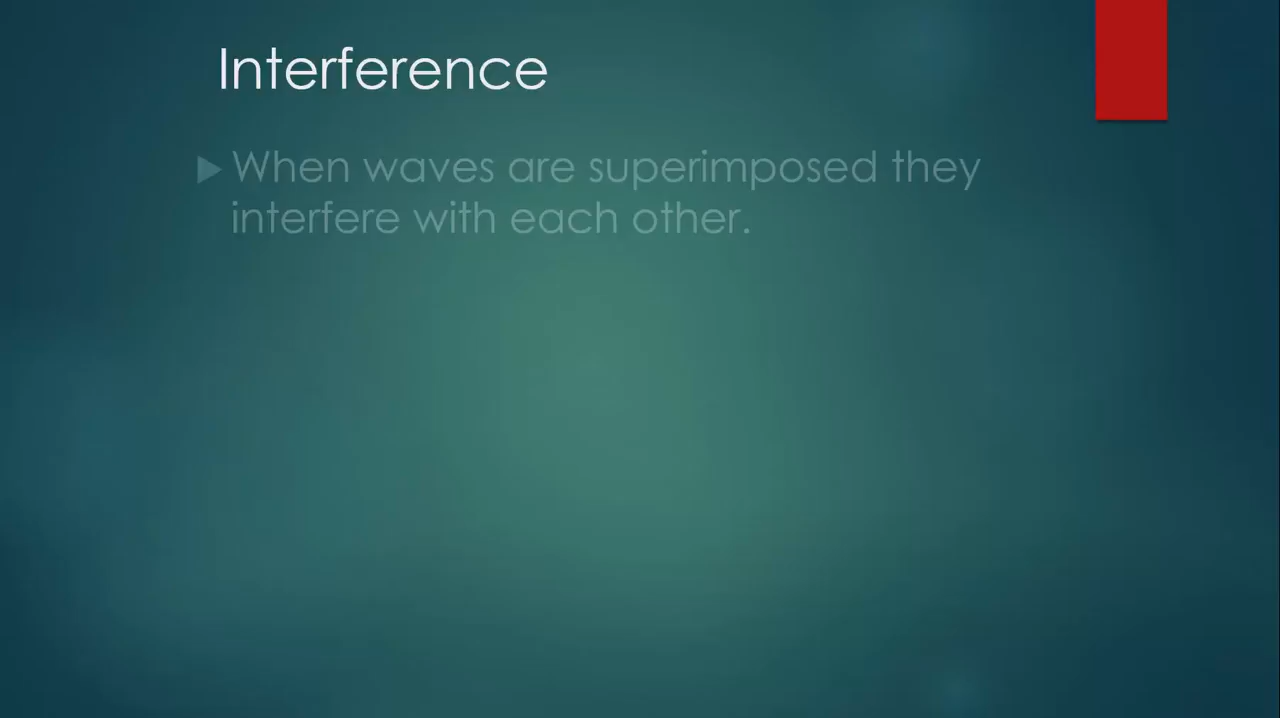 Interference
When waves are superimposed they
interfere with each other.